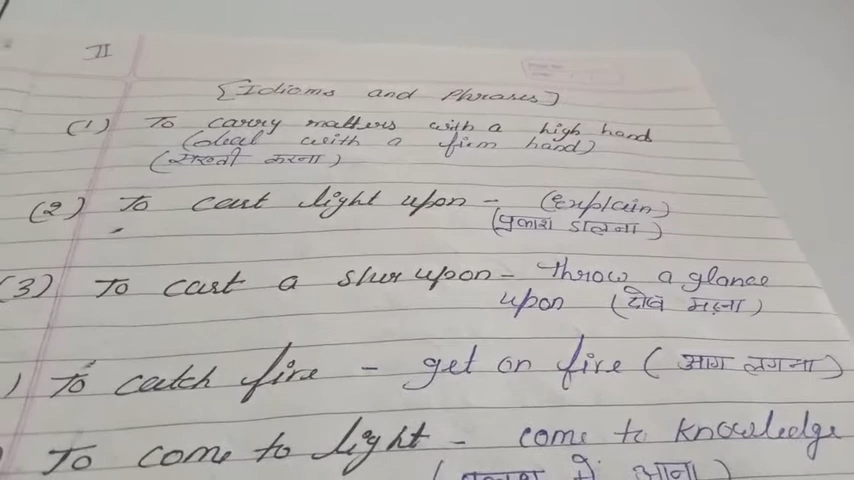 II
[Idioms and Phrases]
(1) To carry matters with a high hand
(deal with a firm hand)
(सख्ती करना)
(2) To cast light upon - (explain)
(प्रकाश डालना)
(3) To cast a slur upon - Throw a glance
upon (दोष मढ़ना)
) To catch fire - get on fire (आग लगना)
To come to light - come to knowledge
(प्रकाश में आना)